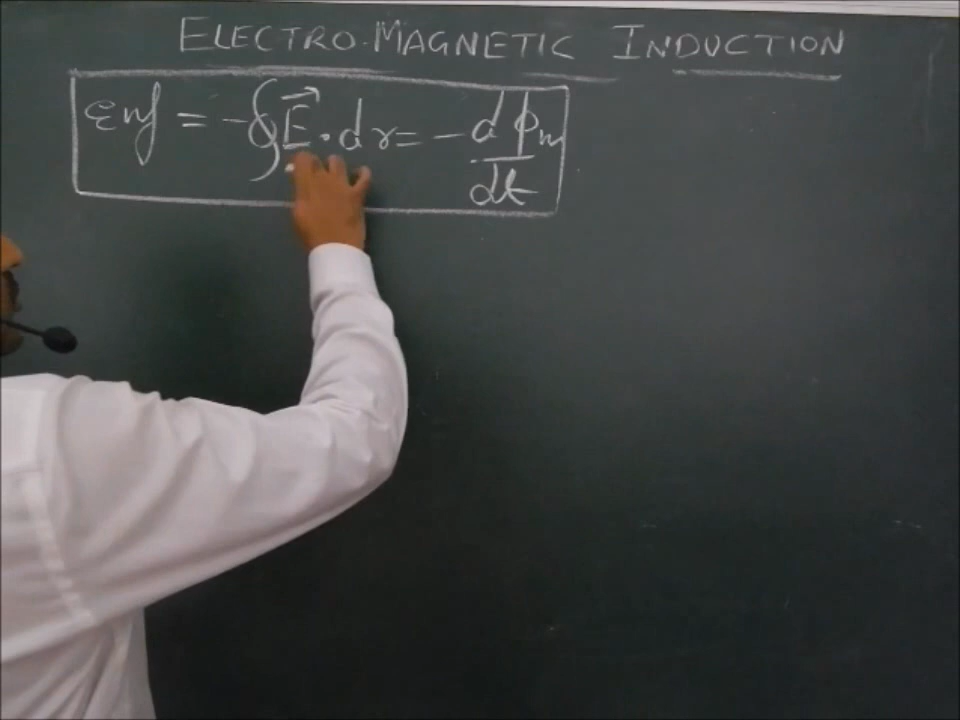 ELECTRO-MAGNETIC INDUCTION
emf = -∮E⃗·dr = -dϕm/dt